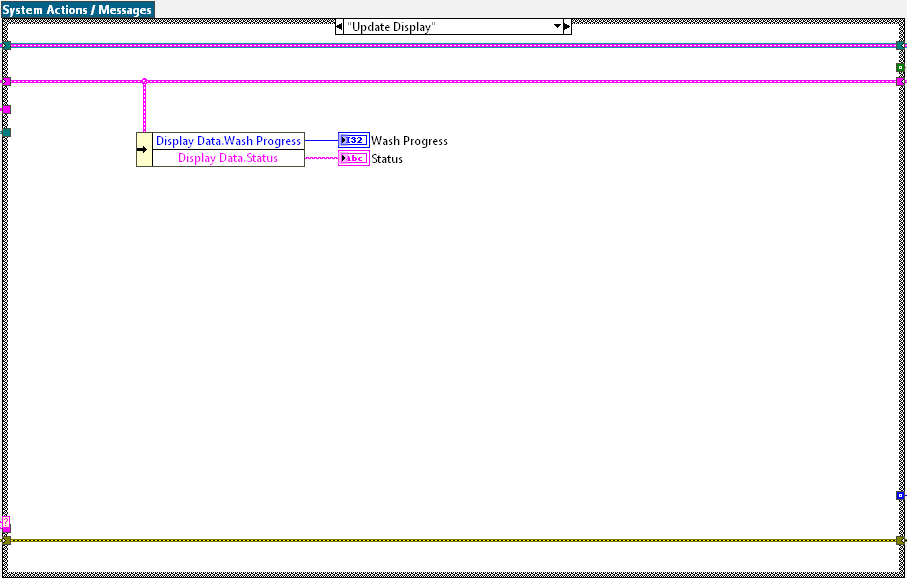 System Actions / Messages
"Update Display"
Display Data.Wash Progress
I32
Wash Progress
Display Data.Status
abc
Status
?